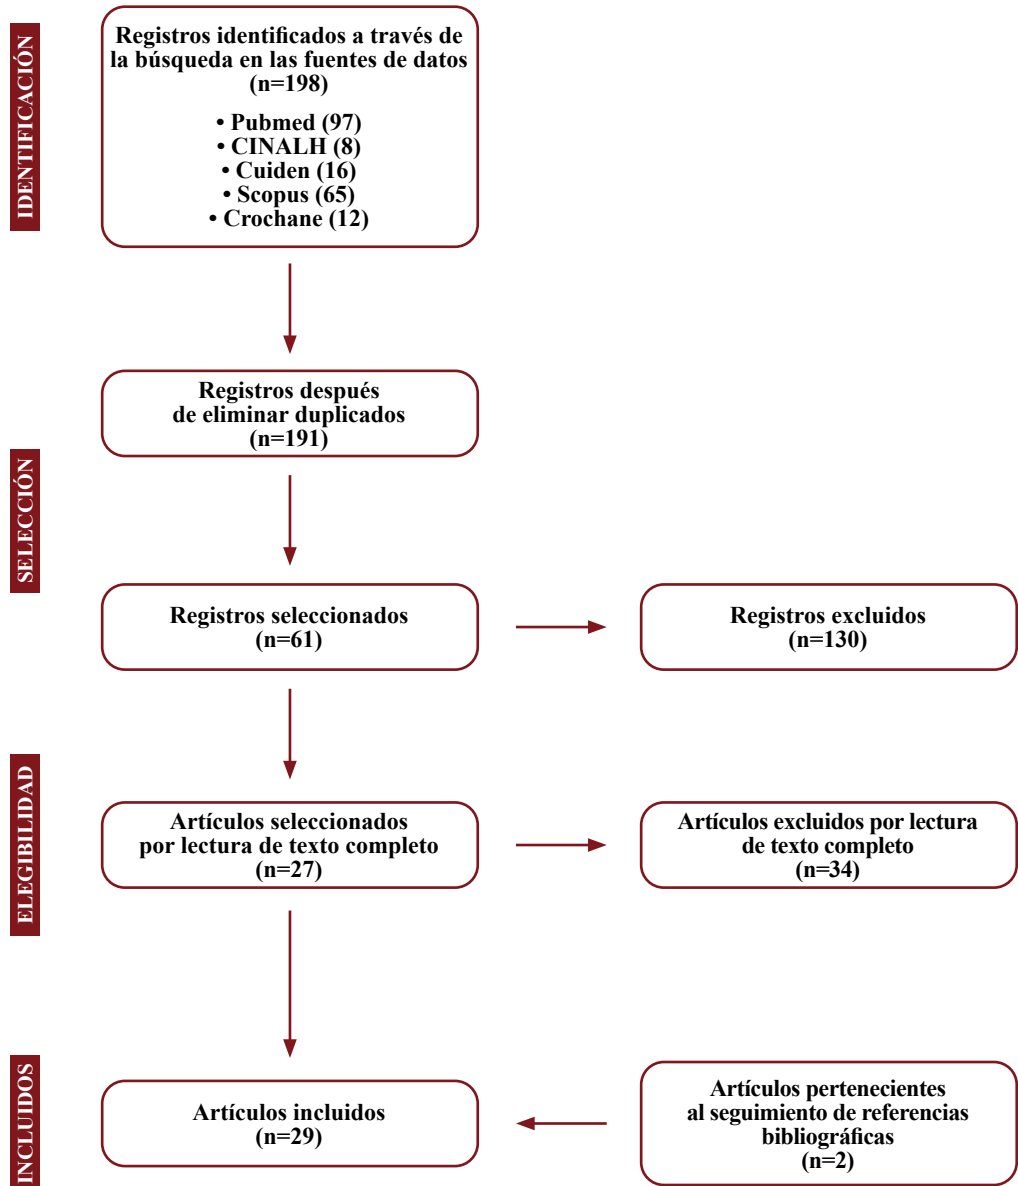 IDENTIFICACIÓN
Registros identificados a través de
la búsqueda en las fuentes de datos
(n=198)
• Pubmed (97)
• CINALH (8)
• Cuiden (16)
• Scopus (65)
• Crochane (12)
SELECCIÓN
Registros después
de eliminar duplicados
(n=191)
Registros seleccionados
(n=61)
Registros excluidos
(n=130)
ELEGIBILIDAD
Artículos seleccionados
por lectura de texto completo
(n=27)
Artículos excluidos por lectura
de texto completo
(n=34)
INCLUIDOS
Artículos incluidos
(n=29)
Artículos pertenecientes
al seguimiento de referencias
bibliográficas
(n=2)